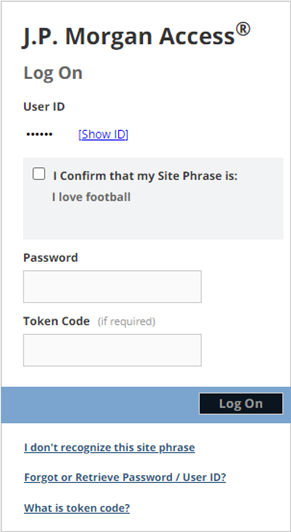 J.P. Morgan Access®
Log On
User ID
•••••• [Show ID]
I Confirm that my Site Phrase is:
I love football
Password
Token Code (if required)
Log On
I don't recognize this site phrase
Forgot or Retrieve Password / User ID?
What is token code?